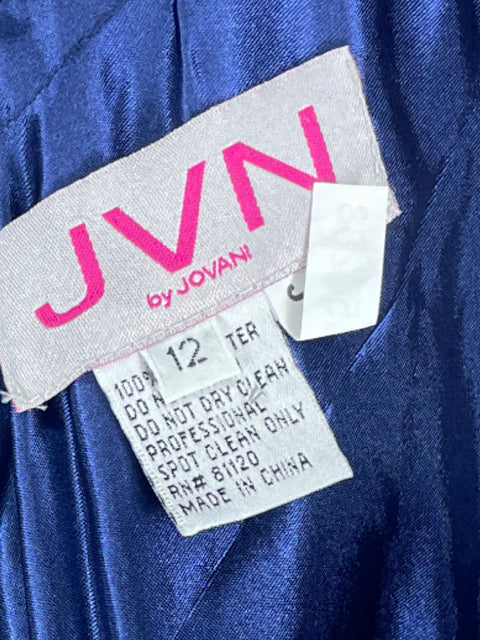 JVN
by JOVANI
12
TER
100%
DO
DO NOT DRY CLEAN
PROFESSIONAL
SPOT CLEAN ONLY
RN# 81120
MADE IN CHINA